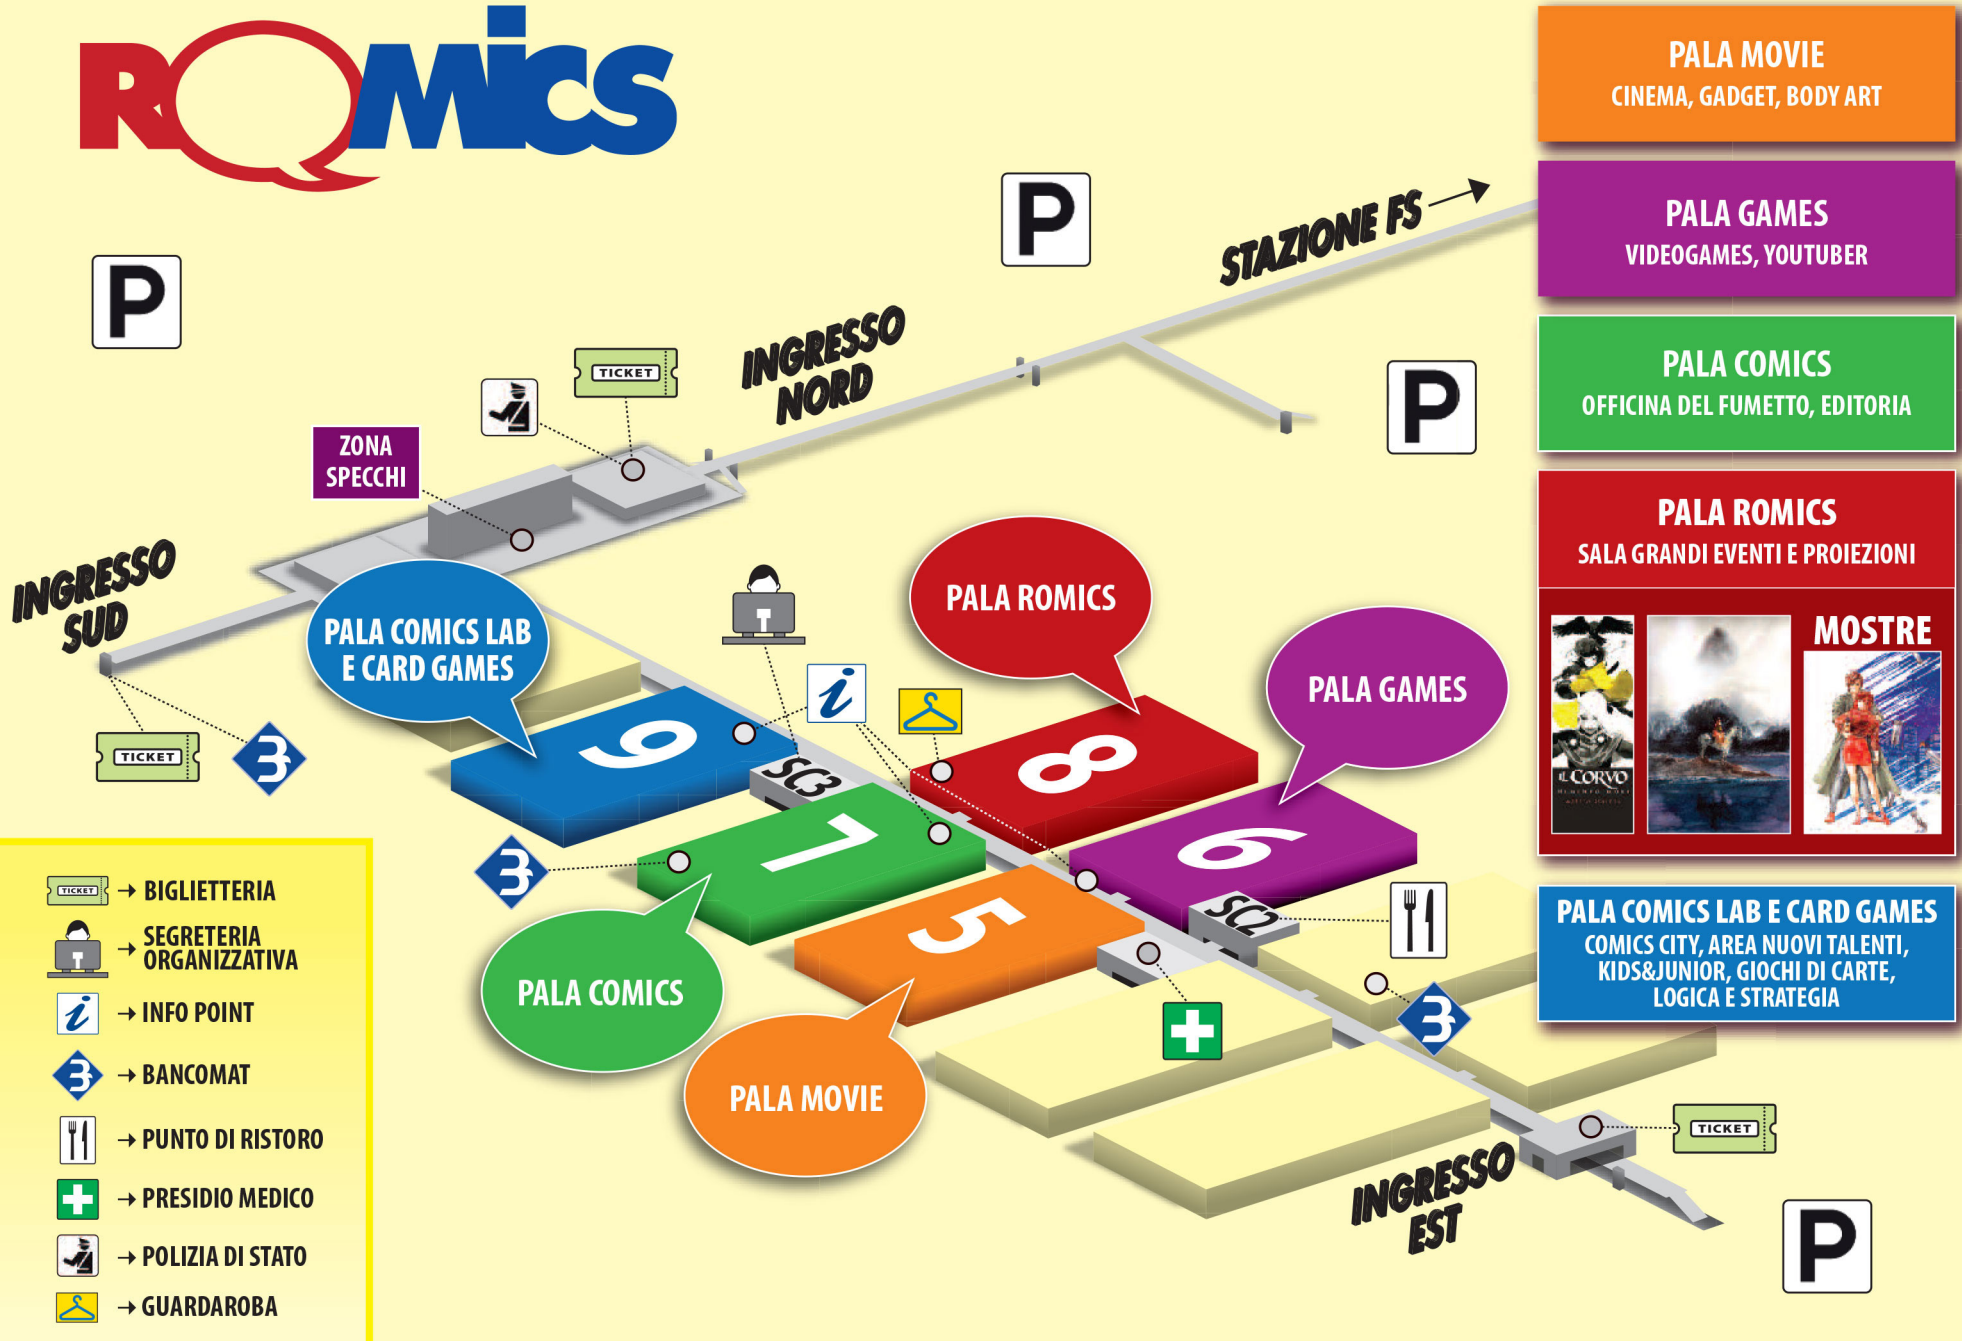 ROMICS
P
P
P
P
STAZIONE FS
INGRESSO
NORD
TICKET
ZONA
SPECCHI
INGRESSO
SUD
TICKET
PALA COMICS LAB
E CARD GAMES
PALA ROMICS
PALA GAMES
i
9
SC3
8
7
6
5
SC2
PALA COMICS
PALA MOVIE
TICKET
INGRESSO
EST
TICKET → BIGLIETTERIA
→ SEGRETERIA
ORGANIZZATIVA
i → INFO POINT
→ BANCOMAT
→ PUNTO DI RISTORO
→ PRESIDIO MEDICO
→ POLIZIA DI STATO
→ GUARDAROBA
PALA MOVIE
CINEMA, GADGET, BODY ART
PALA GAMES
VIDEOGAMES, YOUTUBER
PALA COMICS
OFFICINA DEL FUMETTO, EDITORIA
PALA ROMICS
SALA GRANDI EVENTI E PROIEZIONI
MOSTRE
IL CORVO
MEMENTO MORI
PALA COMICS LAB E CARD GAMES
COMICS CITY, AREA NUOVI TALENTI,
KIDS&JUNIOR, GIOCHI DI CARTE,
LOGICA E STRATEGIA